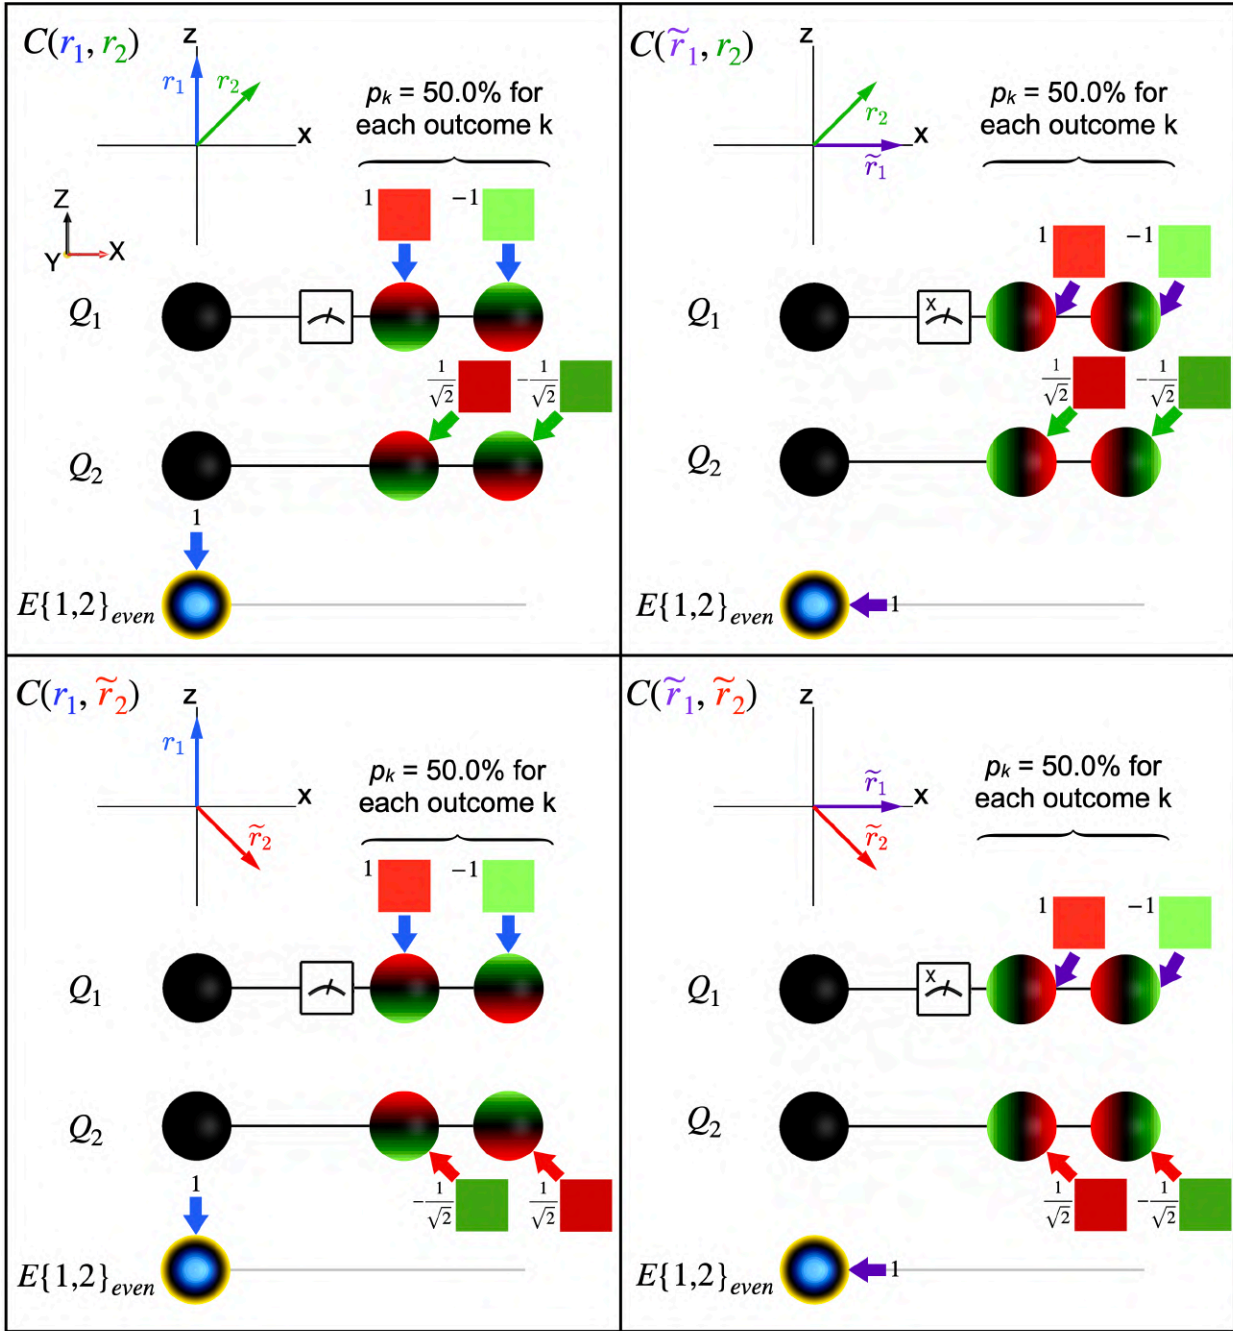 C(r₁, r₂)
Z
r₁
r₂
X
pₖ = 50.0% for
each outcome k
Z
Y
X
1
−1
Q₁
1/√2
−1/√2
Q₂
1
E{1,2}ₑᵥₑₙ
C(r̃₁, r₂)
Z
r₂
X
r̃₁
pₖ = 50.0% for
each outcome k
1
−1
Q₁
X
1/√2
−1/√2
Q₂
E{1,2}ₑᵥₑₙ
1
C(r₁, r̃₂)
Z
r₁
X
r̃₂
pₖ = 50.0% for
each outcome k
1
−1
Q₁
Q₂
1
−1/√2
1/√2
E{1,2}ₑᵥₑₙ
C(r̃₁, r̃₂)
Z
r̃₁
X
r̃₂
pₖ = 50.0% for
each outcome k
1
−1
Q₁
X
Q₂
1/√2
−1/√2
E{1,2}ₑᵥₑₙ
1